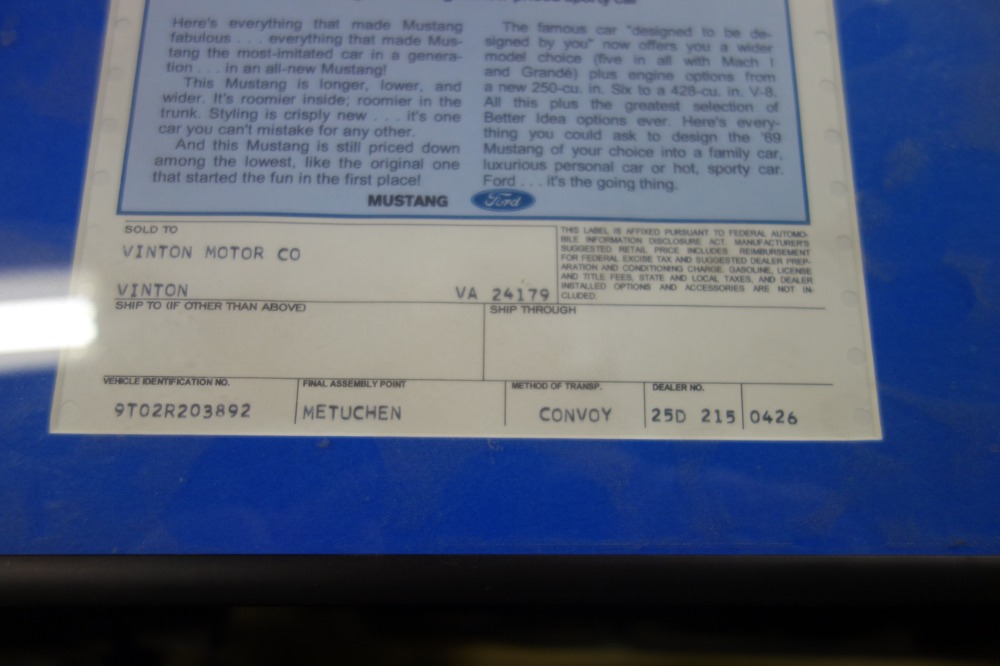 Here's everything that made Mustang
fabulous . . . everything that made Mus-
tang the most-imitated car in a genera-
tion . . . in an all-new Mustang!
This Mustang is longer, lower, and
wider. It's roomier inside; roomier in the
trunk. Styling is crisply new . . . it's one
car you can't mistake for any other.
And this Mustang is still priced down
among the lowest, like the original one
that started the fun in the first place!
The famous car "designed to be de-
signed by you" now offers you a wider
model choice (five in all with Mach I
and Grandé) plus engine options from
a new 250-cu. in. Six to a 428-cu. in. V-8.
All this plus the greatest selection of
Better Idea options ever. Here's every-
thing you could ask to design the '69
Mustang of your choice into a family car,
luxurious personal car or hot, sporty car.
Ford . . . it's the going thing.
MUSTANG Ford
SOLD TO
VINTON MOTOR CO
VINTON VA 24179
THIS LABEL IS AFFIXED PURSUANT TO FEDERAL AUTOMO-
BILE INFORMATION DISCLOSURE ACT. MANUFACTURER'S
SUGGESTED RETAIL PRICE INCLUDES REIMBURSEMENT
FOR FEDERAL EXCISE TAX AND SUGGESTED DEALER PREP-
ARATION AND CONDITIONING CHARGE. GASOLINE, LICENSE
AND TITLE FEES, STATE AND LOCAL TAXES, AND DEALER
INSTALLED OPTIONS AND ACCESSORIES ARE NOT IN-
CLUDED.
SHIP TO (IF OTHER THAN ABOVE)
SHIP THROUGH
VEHICLE IDENTIFICATION NO. FINAL ASSEMBLY POINT METHOD OF TRANSP. DEALER NO.
9T02R203892 METUCHEN CONVOY 25D 215 0426